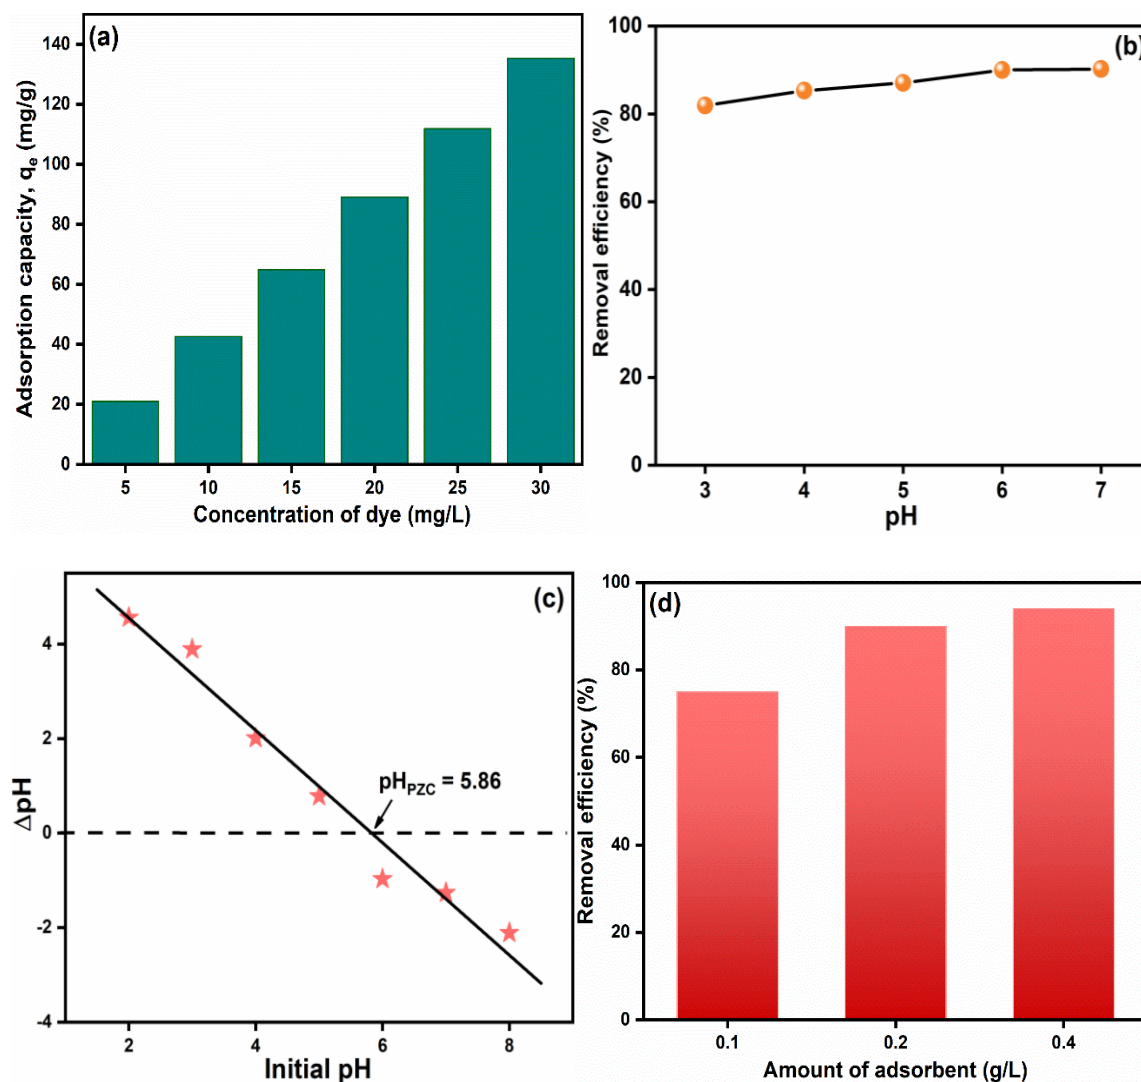 (a)
Adsorption capacity, qₑ (mg/g)
140
120
100
80
60
40
20
0
5 10 15 20 25 30
Concentration of dye (mg/L)
(b)
Removal efficiency (%)
100
80
60
40
20
0
3 4 5 6 7
pH
(c)
ΔpH
4
2
0
-2
-4
pH_PZC = 5.86
2 4 6 8
Initial pH
(d)
Removal efficiency (%)
100
80
60
40
20
0
0.1 0.2 0.4
Amount of adsorbent (g/L)